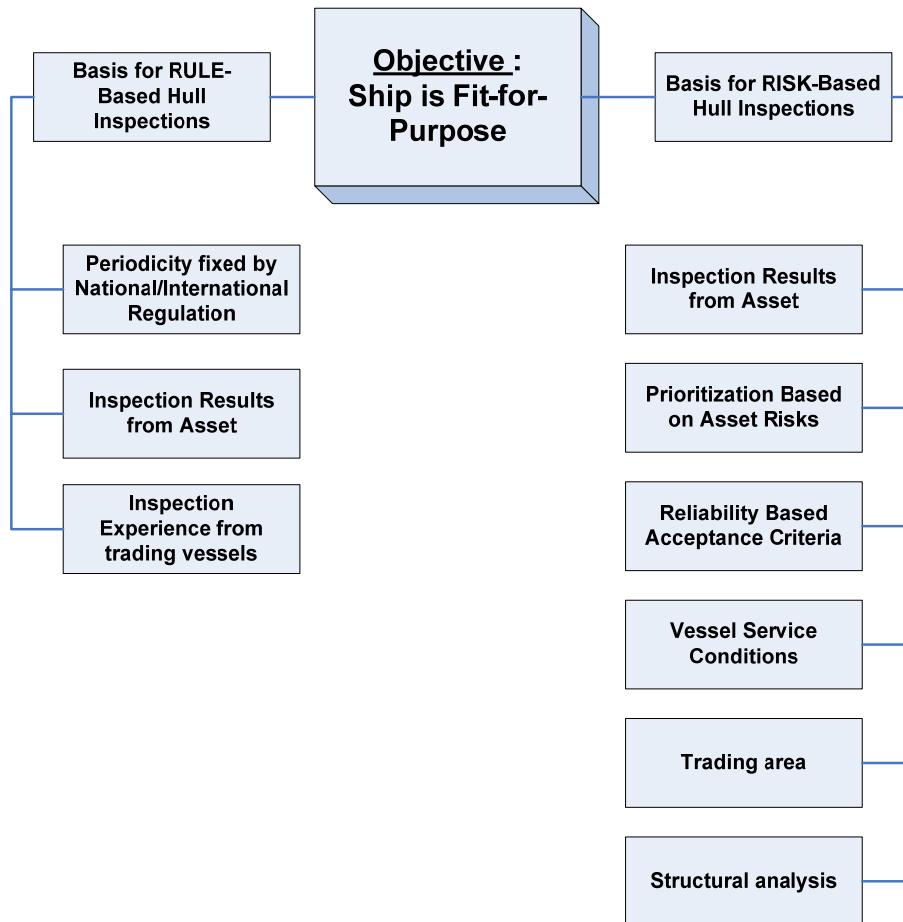 Basis for RULE-
Based Hull
Inspections
Objective :
Ship is Fit-for-
Purpose
Basis for RISK-Based
Hull Inspections
Periodicity fixed by
National/International
Regulation
Inspection Results
from Asset
Inspection
Experience from
trading vessels
Inspection Results
from Asset
Prioritization Based
on Asset Risks
Reliability Based
Acceptance Criteria
Vessel Service
Conditions
Trading area
Structural analysis